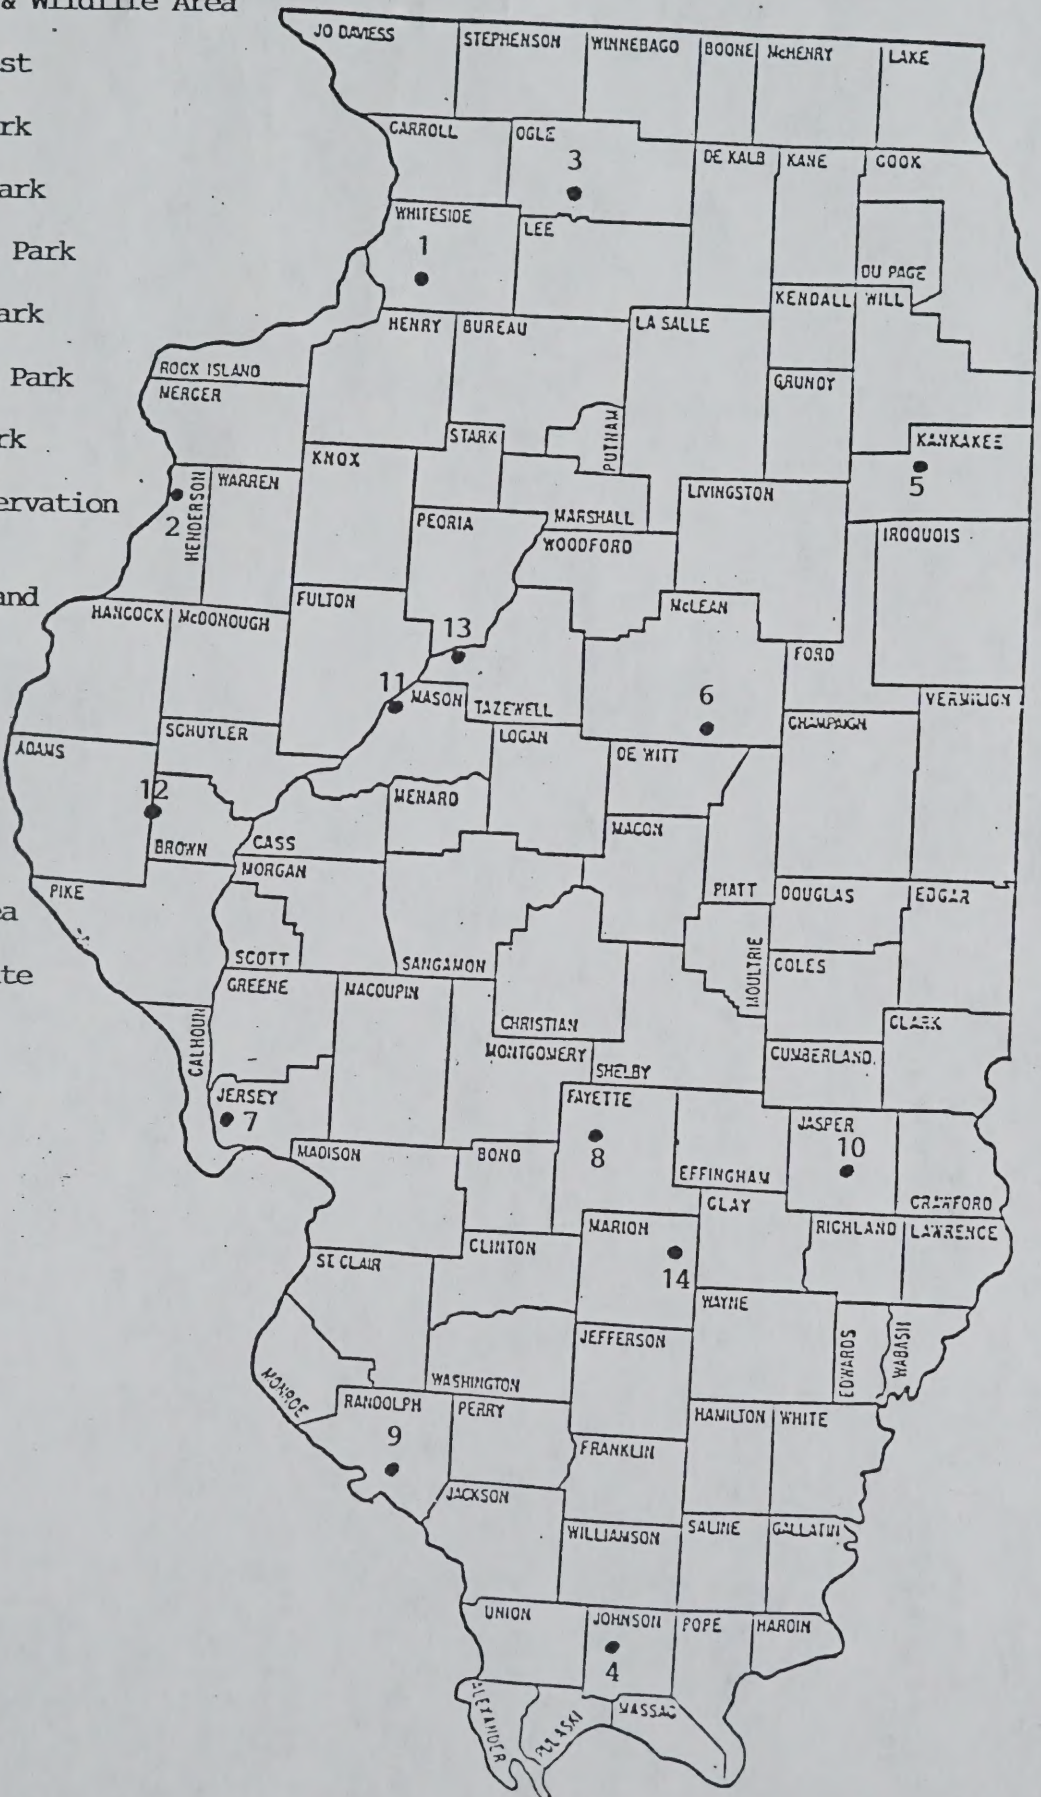 & Wildlife Area
st
rk
ark
Park
ark
Park
rk
ervation
and
ea
te
JO DAVIESS
STEPHENSON
WINNEBAGO
BOONE
McHENRY
LAKE
CARROLL
OGLE
3
DE KALB
KANE
COOK
WHITESIDE
1
LEE
DU PAGE
KENDALL
WILL
HENRY
BUREAU
LA SALLE
ROCK ISLAND
MERCER
GRUNDY
PUTNAM
STARK
KANKAKEE
5
KNOX
HENDERSON
WARREN
2
LIVINGSTON
PEORIA
MARSHALL
WOODFORD
IROQUOIS
HANCOCK
McDONOUGH
FULTON
McLEAN
13
FORD
11
MASON
TAZEWELL
6
VERMILION
SCHUYLER
ADAMS
LOGAN
CHAMPAIGN
DE WITT
12
MENARD
MACON
BROWN
CASS
MORGAN
PIKE
PIATT
DOUGLAS
EDGAR
SCOTT
SANGAMON
MOULTRIE
COLES
GREENE
MACOUPIN
CALHOUN
CHRISTIAN
CLARK
MONTGOMERY
SHELBY
CUMBERLAND
JERSEY
7
FAYETTE
8
JASPER
10
MADISON
BOND
EFFINGHAM
CLAY
CRAWFORD
MARION
RICHLAND
LAWRENCE
CLINTON
ST CLAIR
14
WAYNE
JEFFERSON
EDWARDS
WABASH
MONROE
WASHINGTON
RANDOLPH
PERRY
9
HAMILTON
WHITE
FRANKLIN
JACKSON
WILLIAMSON
SALINE
GALLATIN
UNION
JOHNSON
POPE
HARDIN
4
ALEXANDER
PULASKI
MASSAC